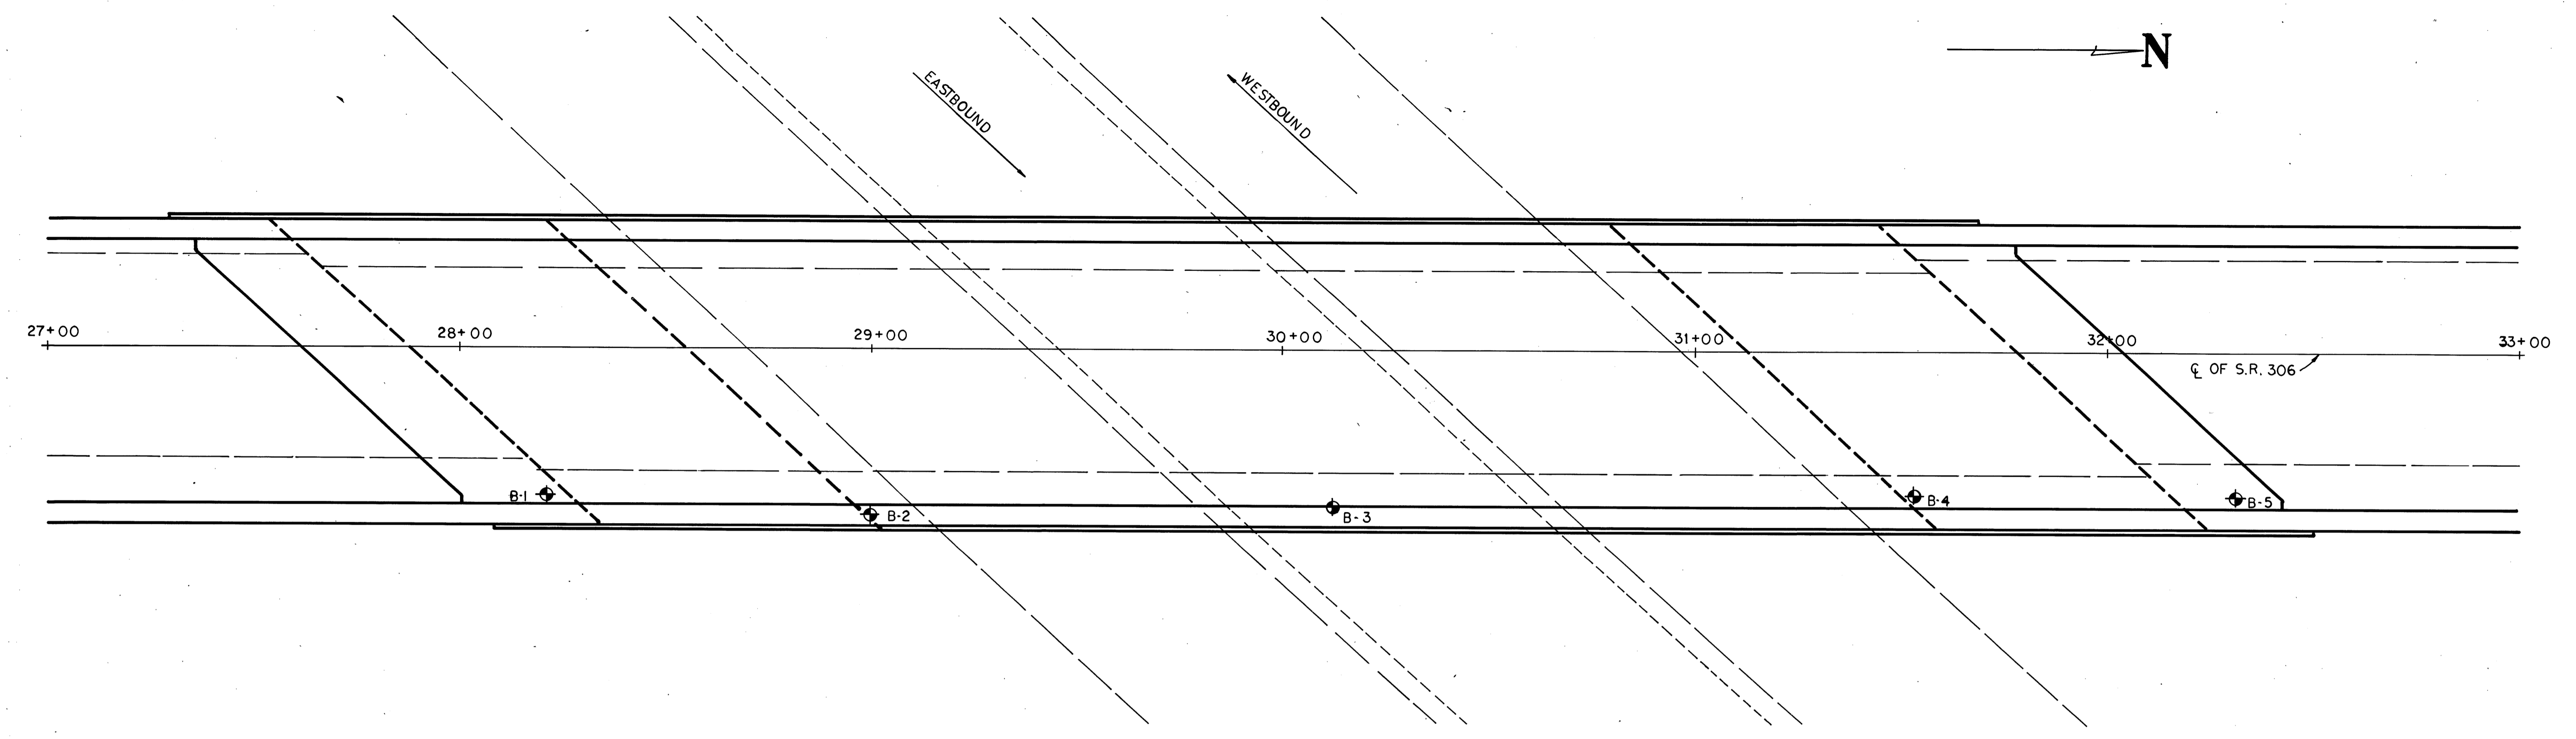 N
EASTBOUND
WESTBOUND
27+00
28+00
29+00
30+00
31+00
32+00
33+00
℄ OF S.R. 306
B-1
B-2
B-3
B-4
B-5